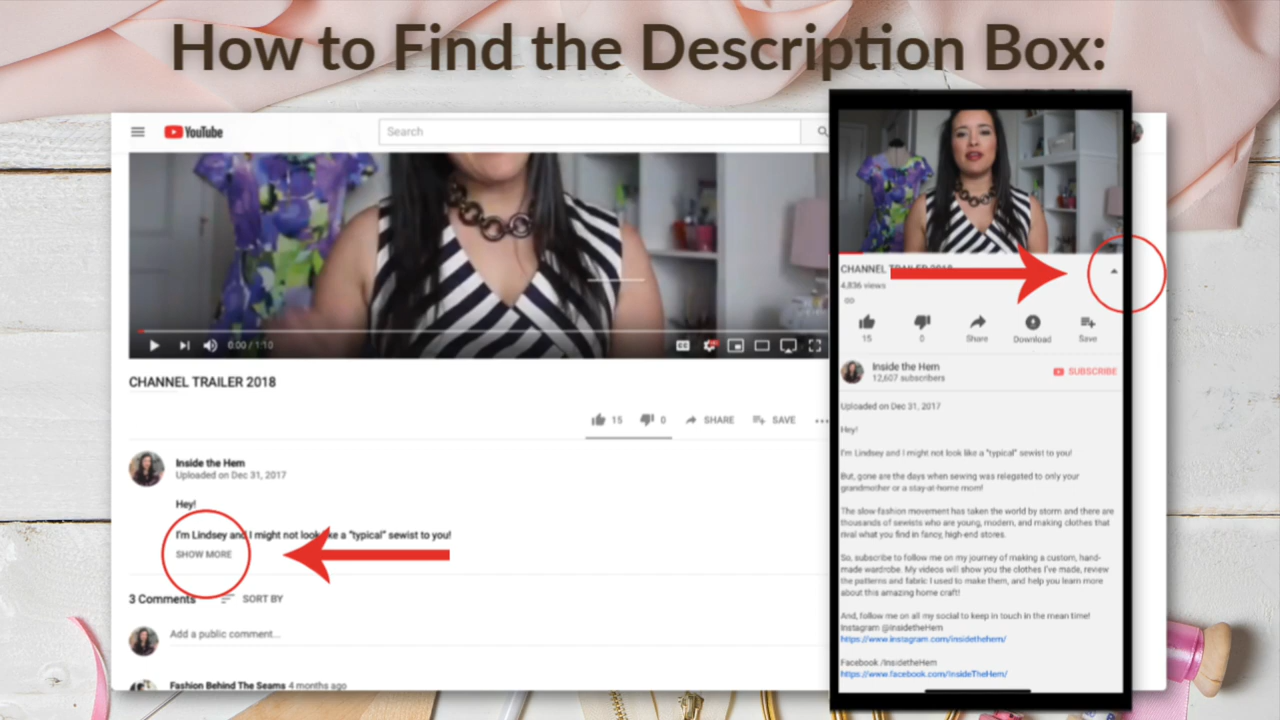 How to Find the Description Box:
YouTube
Search
0:00 / 1:10
CHANNEL TRAILER 2018
15 0 SHARE SAVE
Inside the Hem
Uploaded on Dec 31, 2017
Hey!
I'm Lindsey and I might not look ke a "typical" sewist to you!
SHOW MORE
3 Comments SORT BY
Add a public comment...
Fashion Behind The Seams 4 months ago
CHANNEL TRAILER 2018
4,836 views
15 0 Share Download Save
Inside the Hem
12,607 subscribers
SUBSCRIBE
Uploaded on Dec 31, 2017
Hey!
I'm Lindsey and I might not look like a "typical" sewist to you!
But, gone are the days when sewing was relegated to only your
grandmother or a stay-at-home mom!
The slow fashion movement has taken the world by storm and there are
thousands of sewists who are young, modern, and making clothes that
rival what you find in fancy, high-end stores.
So, subscribe to follow me on my journey of making a custom, hand-
made wardrobe. My videos will show you the clothes I've made, review
the patterns and fabric I used to make them, and help you learn more
about this amazing home craft!
And, follow me on all my social to keep in touch in the mean time!
Instagram @insidetheHem
https://www.instagram.com/insidethehem/
Facebook /InsidetheHem
https://www.facebook.com/InsideTheHem/